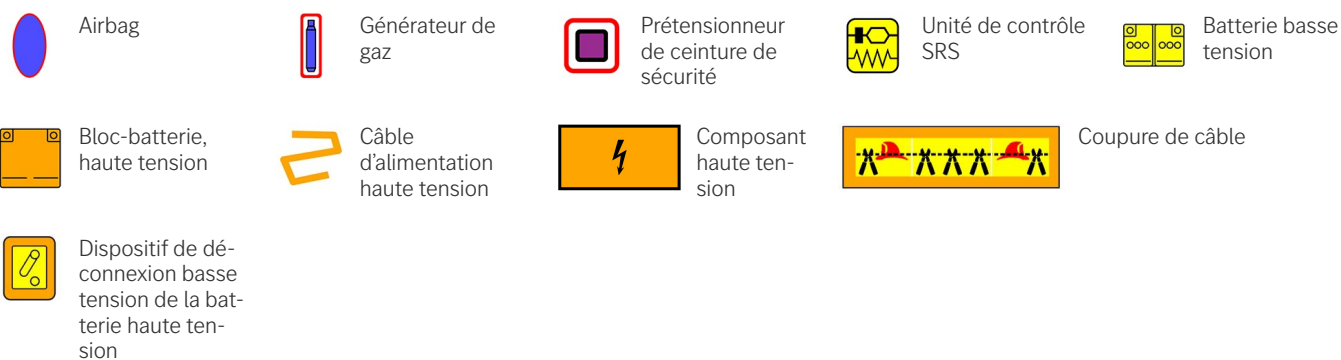 Airbag
Générateur de
gaz
Prétensionneur
de ceinture de
sécurité
Unité de contrôle
SRS
Batterie basse
tension
Bloc-batterie,
haute tension
Câble
d'alimentation
haute tension
Composant
haute ten-
sion
Coupure de câble
Dispositif de dé-
connexion basse
tension de la bat-
terie haute ten-
sion